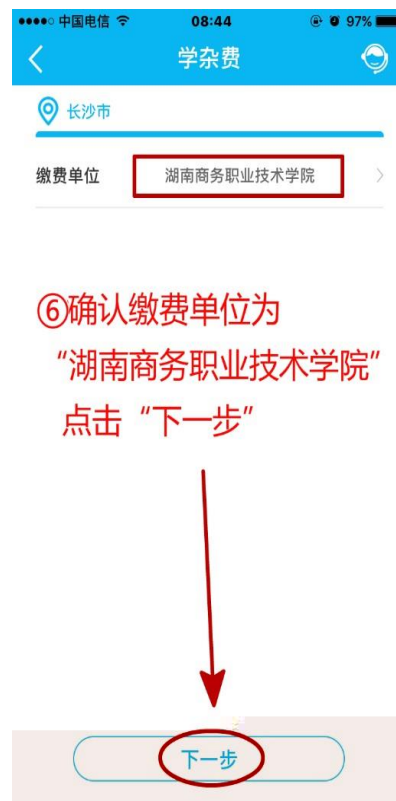 中国电信 08:44 97%
学杂费
长沙市
缴费单位 湖南商务职业技术学院
⑥确认缴费单位为
“湖南商务职业技术学院”
点击“下一步”
下一步